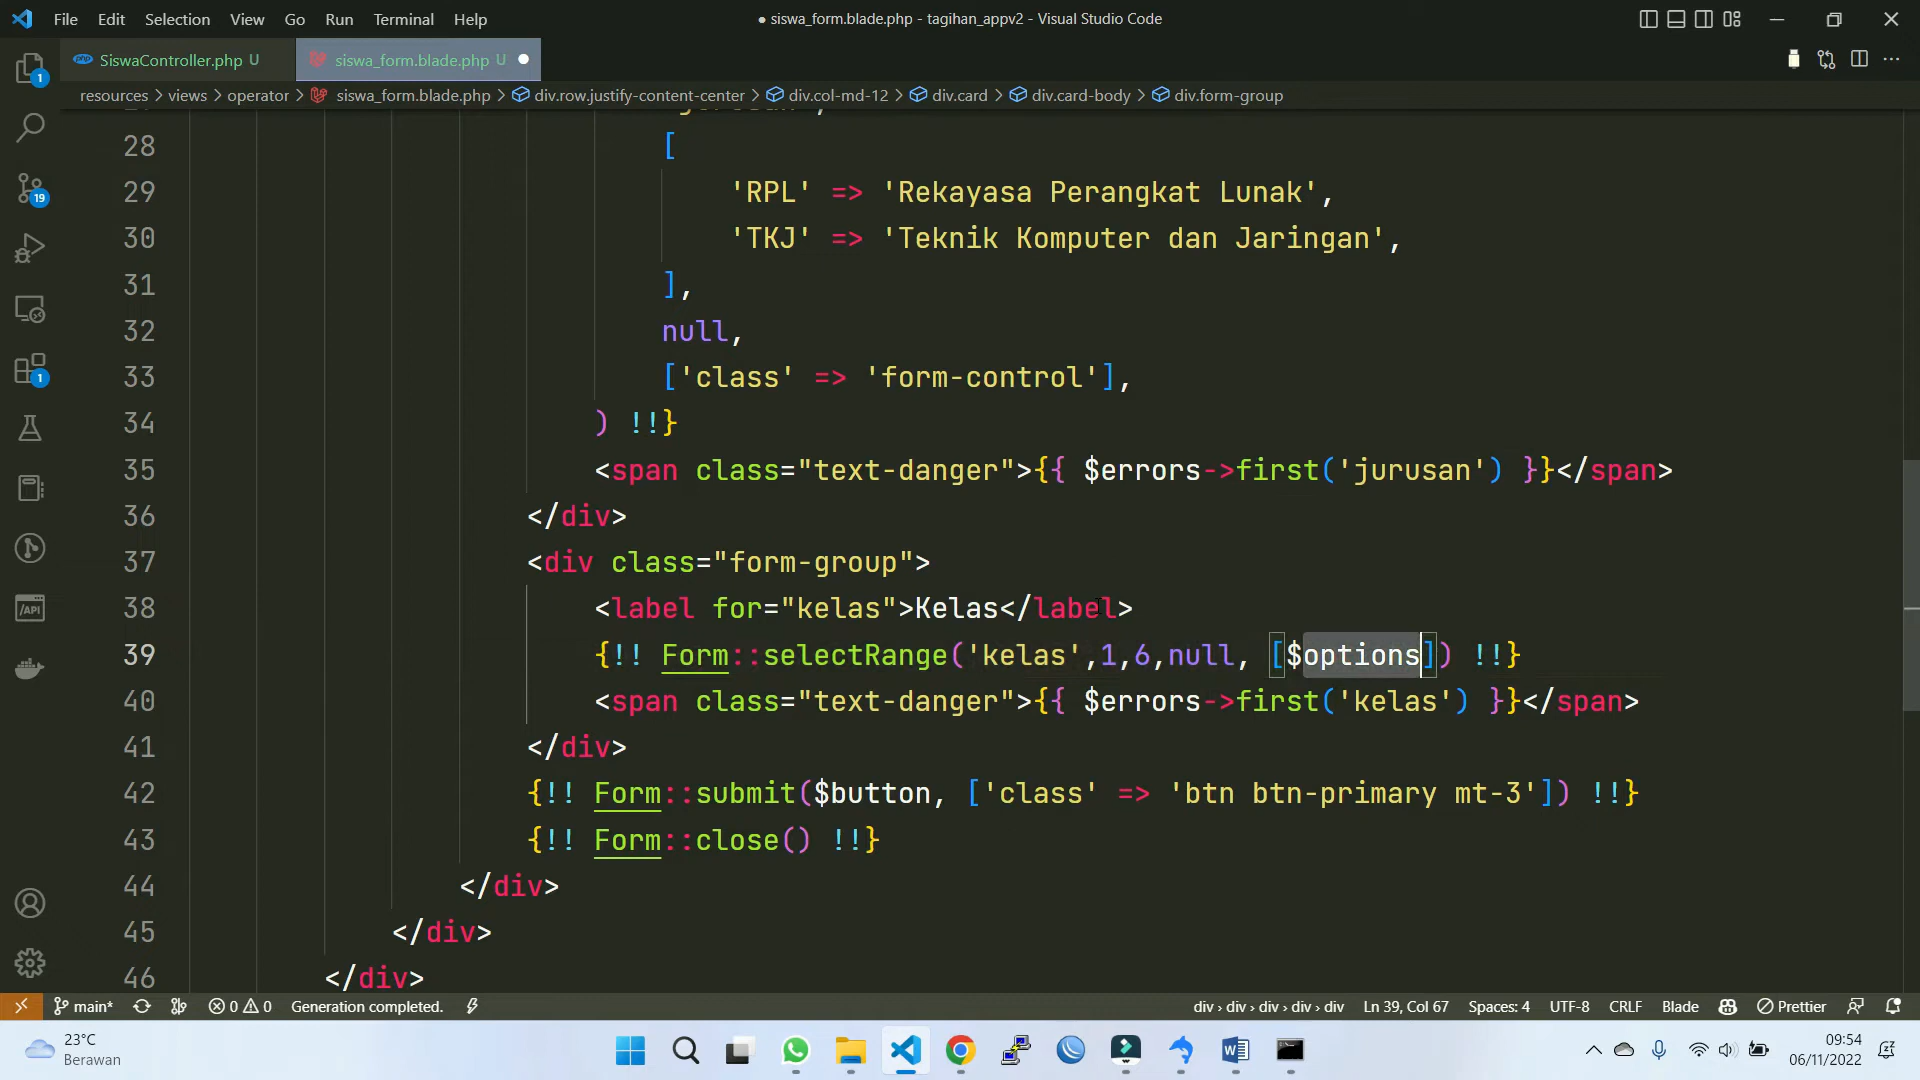 File Edit Selection View Go Run Terminal Help
● siswa_form.blade.php - tagihan_appv2 - Visual Studio Code
SiswaController.php U
siswa_form.blade.php U
resources > views > operator > siswa_form.blade.php > div.row.justify-content-center > div.col-md-12 > div.card > div.card-body > div.form-group
28 [
29 'RPL' => 'Rekayasa Perangkat Lunak',
30 'TKJ' => 'Teknik Komputer dan Jaringan',
31 ],
32 null,
33 ['class' => 'form-control'],
34 ) !!}
35 <span class="text-danger">{{ $errors->first('jurusan') }}</span>
36 </div>
37 <div class="form-group">
38 <label for="kelas">Kelas</label>
39 {!! Form::selectRange('kelas',1,6,null, [$options]) !!}
40 <span class="text-danger">{{ $errors->first('kelas') }}</span>
41 </div>
42 {!! Form::submit($button, ['class' => 'btn btn-primary mt-3']) !!}
43 {!! Form::close() !!}
44 </div>
45 </div>
46 </div>
1
19
1
/API
main* 0 0 Generation completed. div › div › div › div › div Ln 39, Col 67 Spaces: 4 UTF-8 CRLF Blade Prettier
23°C
Berawan
09:54
06/11/2022